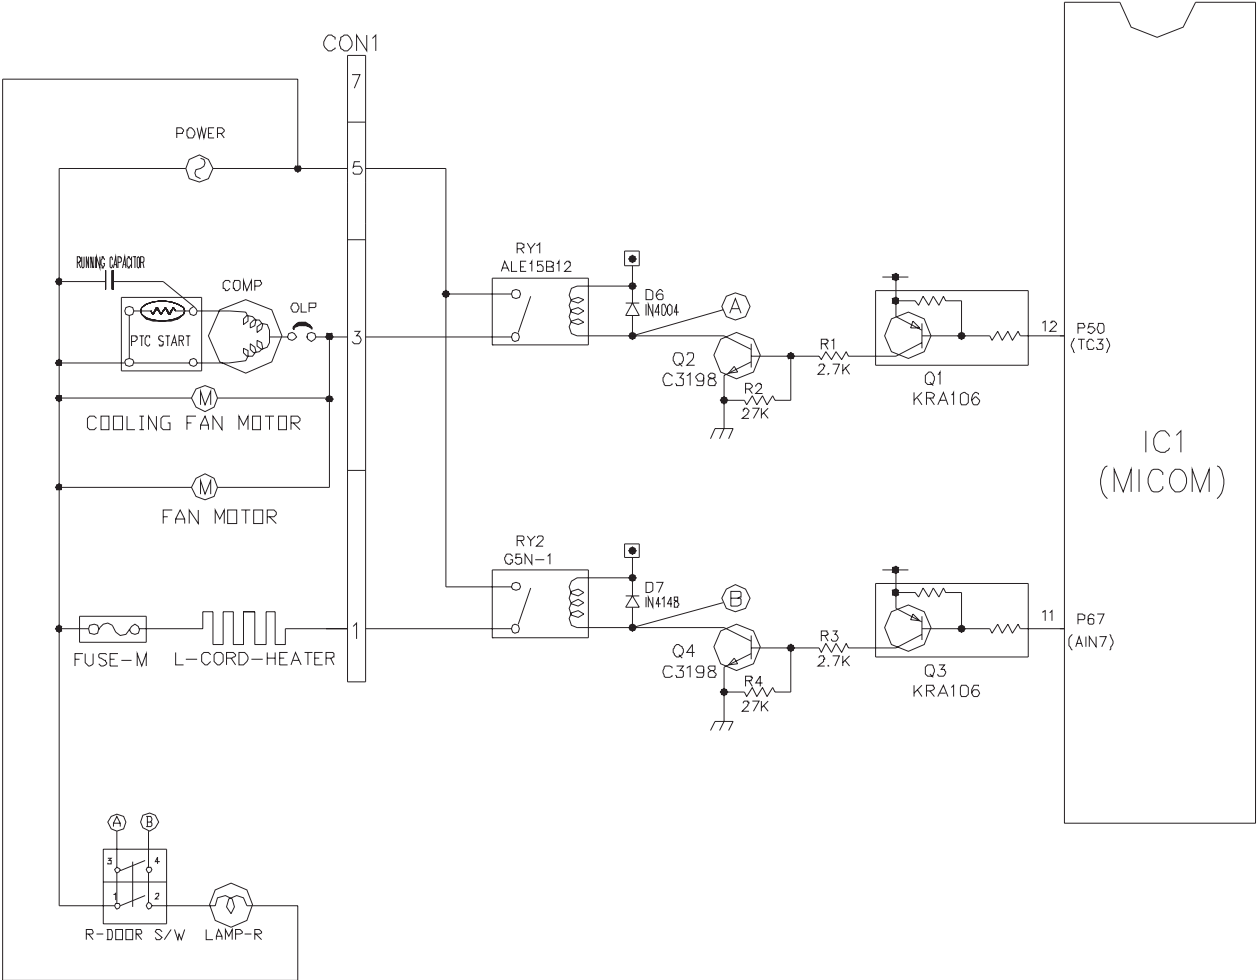 CON1
7
POWER
5
RUNNING CAPACITOR
COMP
OLP
PTC START
3
M
COOLING FAN MOTOR
M
FAN MOTOR
1
FUSE-M
L-CORD-HEATER
RY1
ALE15B12
D6
IN4004
A
Q2
C3198
R2
27K
R1
2.7K
Q1
KRA106
12
P50
(TC3)
IC1
(MICOM)
RY2
G5N-1
D7
IN4148
B
Q4
C3198
R4
27K
R3
2.7K
Q3
KRA106
11
P67
(AIN7)
A
B
3
4
1
2
R-DOOR S/W
LAMP-R